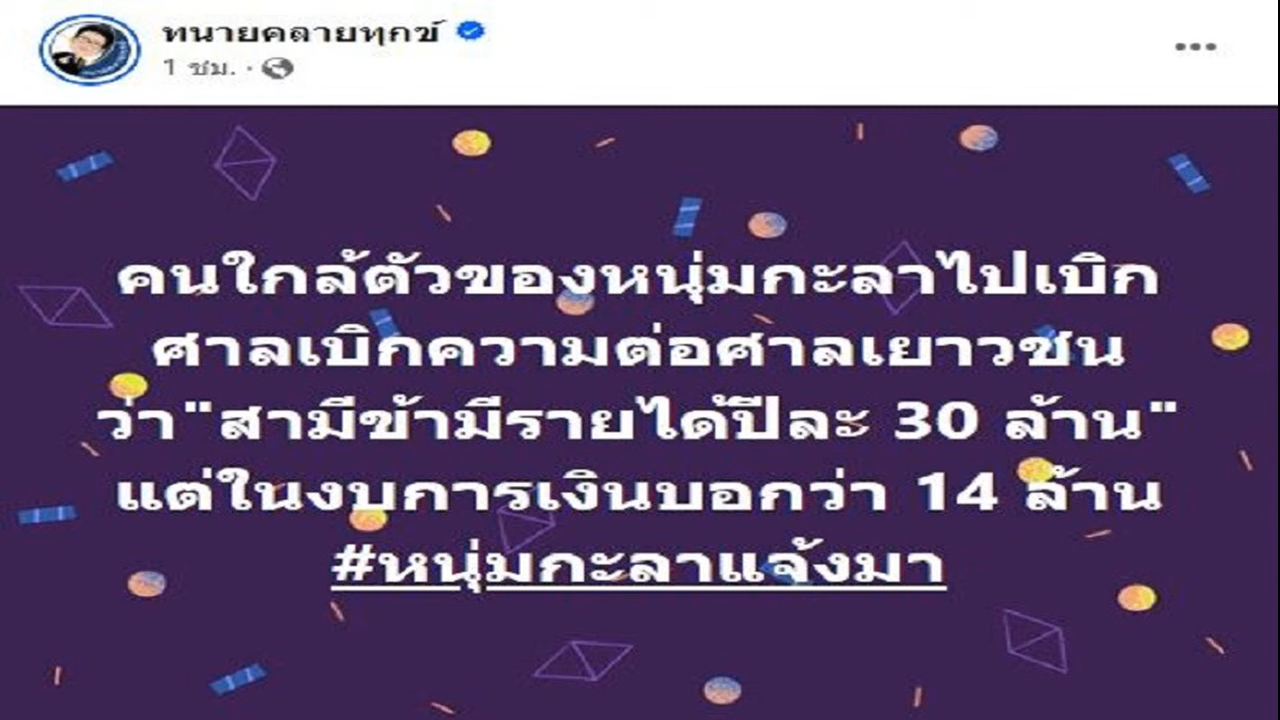 ทนายคลายทุกข์
1 ชม. ·
คนใกล้ตัวของหนุ่มกะลาไปเบิก
ศาลเบิกความต่อศาลเยาวชน
ว่า"สามีข้ามีรายได้ปีละ 30 ล้าน"
แต่ในงบการเงินบอกว่า 14 ล้าน
#หนุ่มกะลาแจ้งมา